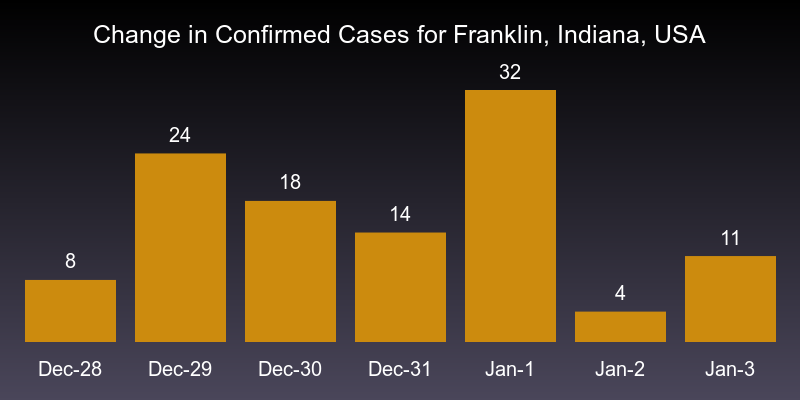 Change in Confirmed Cases for Franklin, Indiana, USA
8
24
18
14
32
4
11
Dec-28
Dec-29
Dec-30
Dec-31
Jan-1
Jan-2
Jan-3